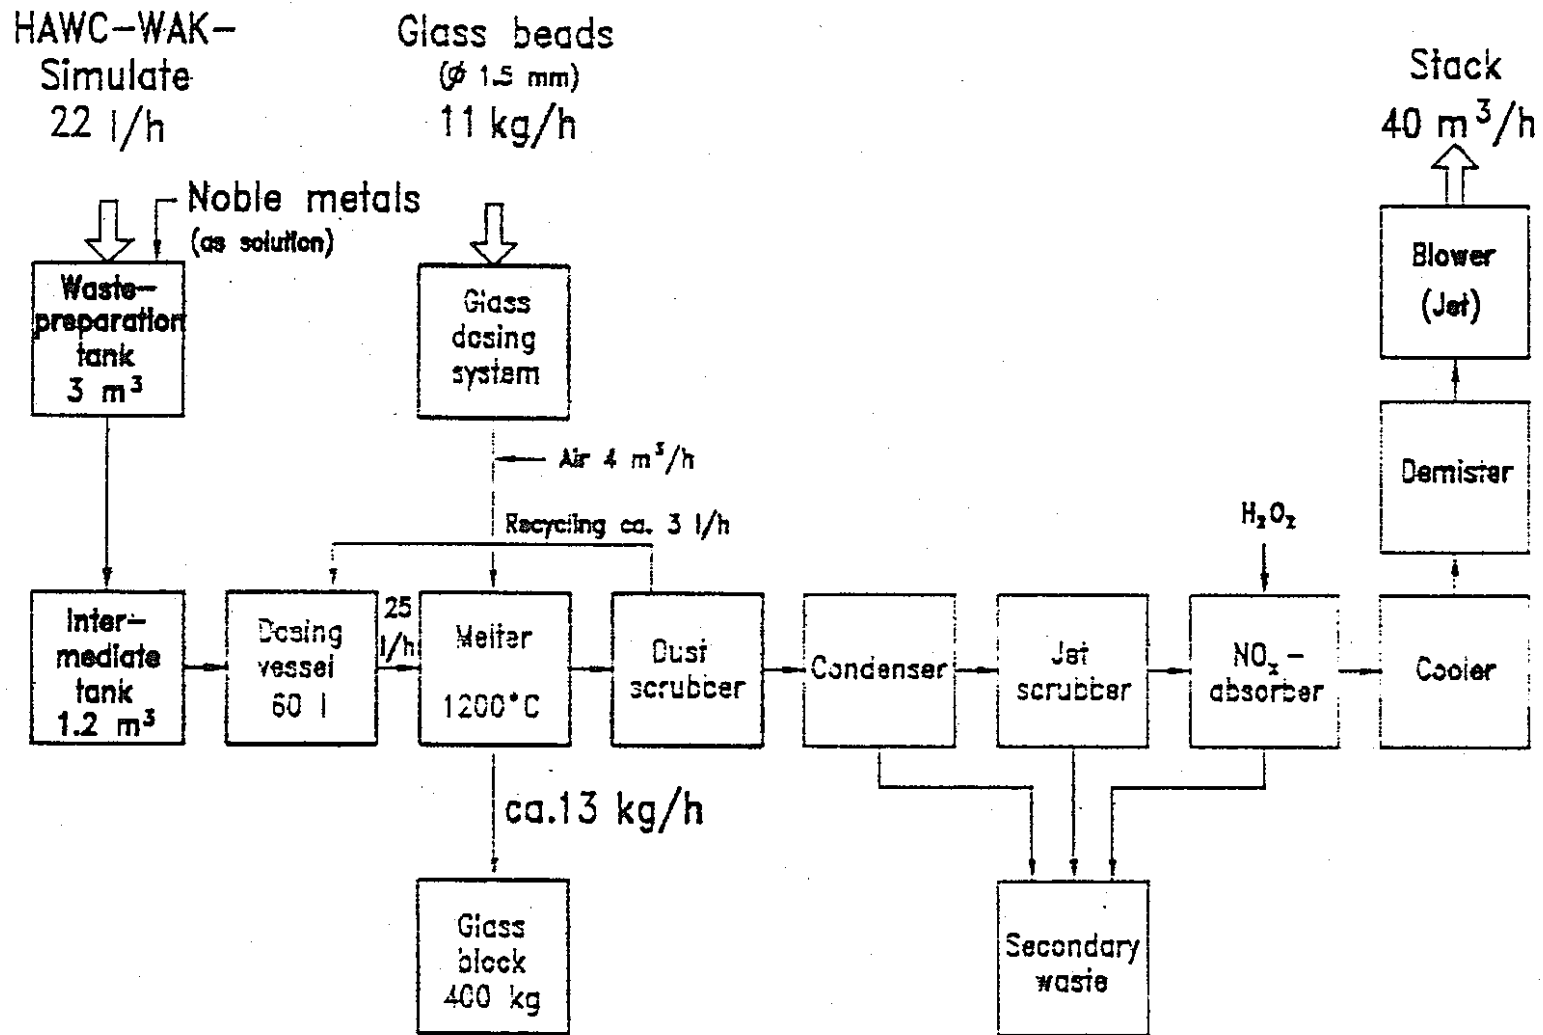 HAWC-WAK-
Simulate
22 l/h
Glass beads
(ϕ 1.5 mm)
11 kg/h
Stack
40 m³/h
Noble metals
(as solution)
Waste-
preparation
tank
3 m³
Glass
dosing
system
Blower
(Jet)
Air 4 m³/h
Demister
Recycling ca. 3 l/h
H₂O₂
Inter-
mediate
tank
1.2 m³
Dosing
vessel
60 l
25
l/h
Melter
1200°C
Dust
scrubber
Condenser
Jet
scrubber
NOₓ-
absorber
Cooler
ca.13 kg/h
Glass
block
400 kg
Secondary
waste